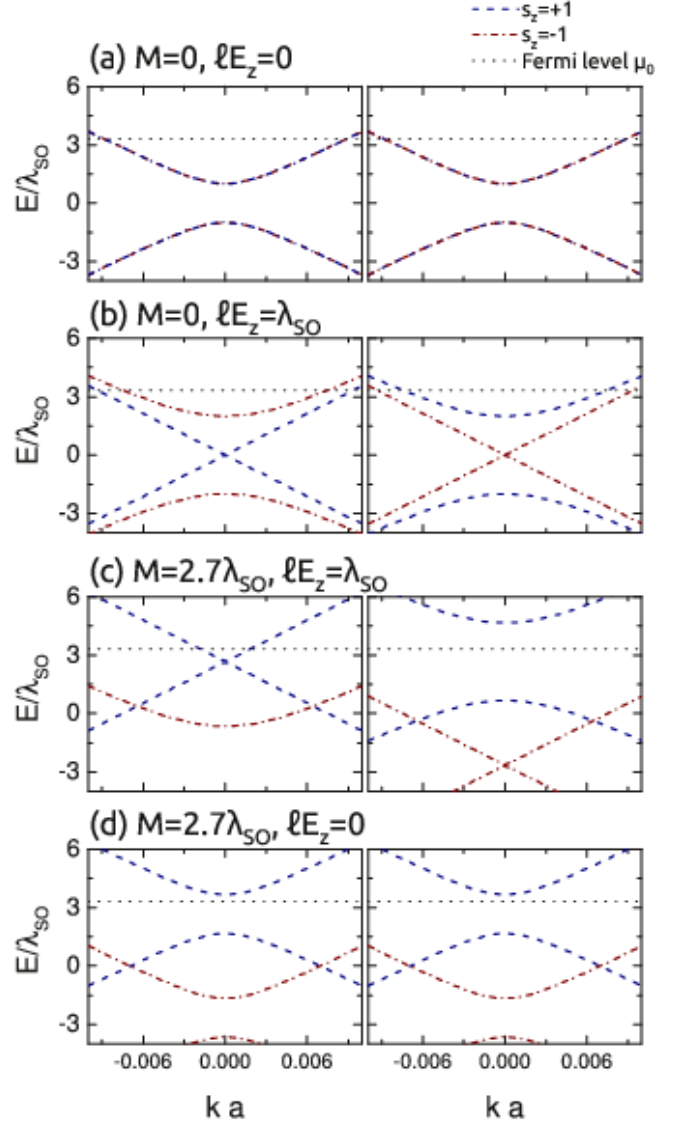 s_z=+1
s_z=-1
Fermi level μ_0
(a) M=0, ℓE_z=0
6
3
0
-3
E/λ_SO
(b) M=0, ℓE_z=λ_SO
6
3
0
-3
E/λ_SO
(c) M=2.7λ_SO, ℓE_z=λ_SO
6
3
0
-3
E/λ_SO
(d) M=2.7λ_SO, ℓE_z=0
6
3
0
-3
E/λ_SO
-0.006 0.000 0.006 -0.006 0.000 0.006
k a k a